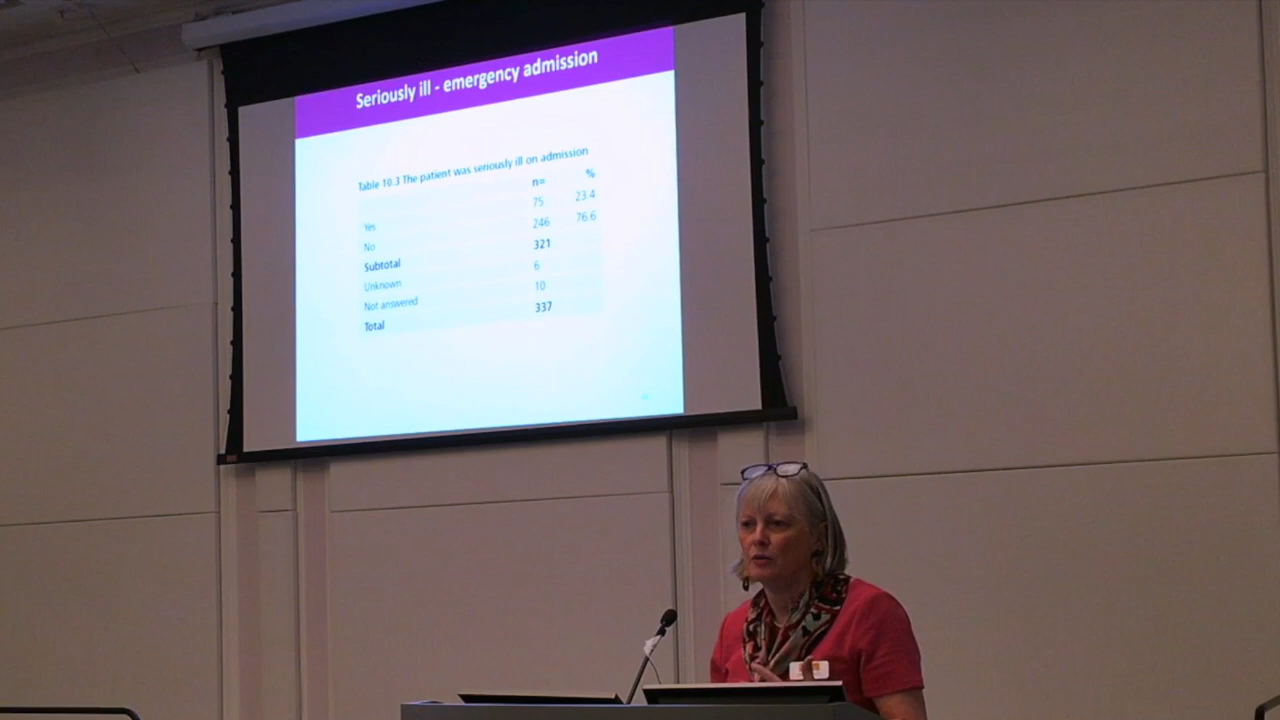 Seriously ill - emergency admission
Table 10.3 The patient was seriously ill on admission
n= %
Yes 75 23.4
No 246 76.6
Subtotal 321
Unknown 6
Not answered 10
Total 337